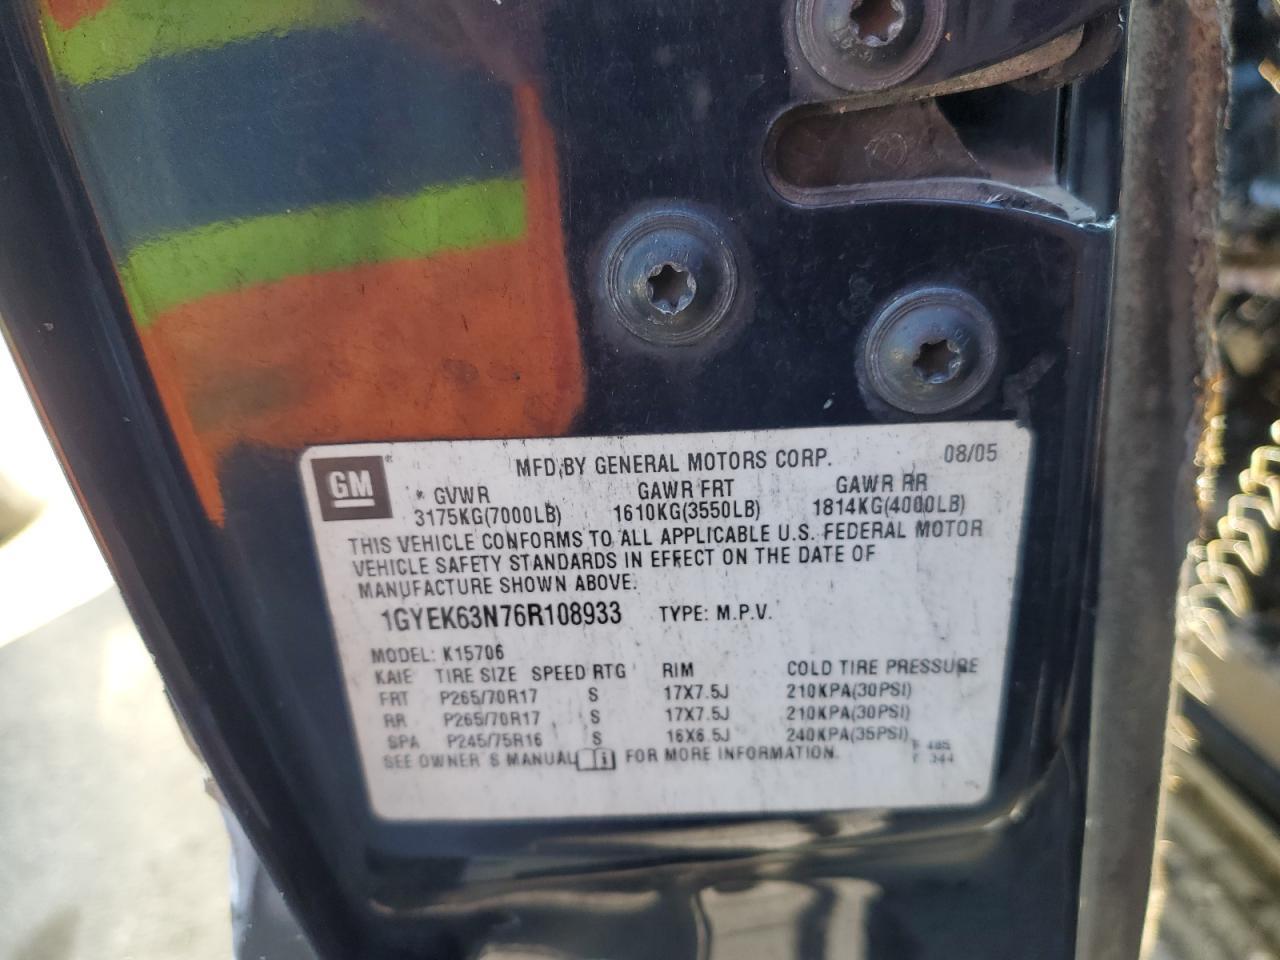 GM
MFD BY GENERAL MOTORS CORP. 08/05
* GVWR GAWR FRT GAWR RR
3175KG(7000LB) 1610KG(3550LB) 1814KG(4000LB)
THIS VEHICLE CONFORMS TO ALL APPLICABLE U.S. FEDERAL MOTOR
VEHICLE SAFETY STANDARDS IN EFFECT ON THE DATE OF
MANUFACTURE SHOWN ABOVE.
1GYEK63N76R108933 TYPE: M.P.V.
MODEL: K15706
KAIE TIRE SIZE SPEED RTG RIM COLD TIRE PRESSURE
FRT P265/70R17 S 17X7.5J 210KPA(30PSI)
RR P265/70R17 S 17X7.5J 210KPA(30PSI)
SPA P245/75R16 S 16X6.5J 240KPA(35PSI)
SEE OWNER'S MANUAL FOR MORE INFORMATION.
344